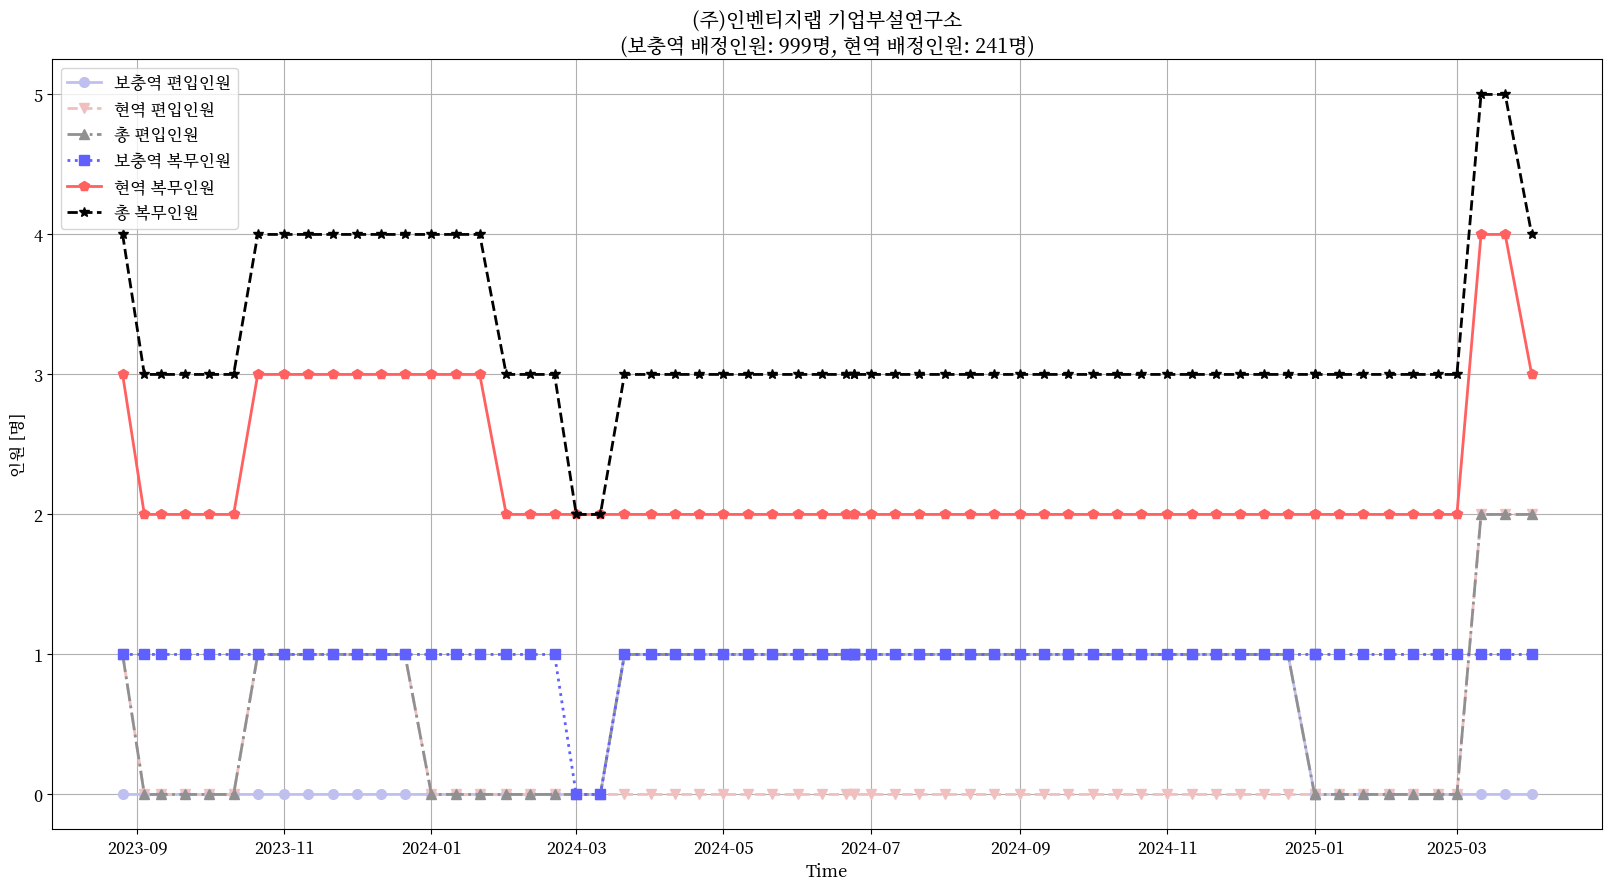 (주)인벤티지랩 기업부설연구소
(보충역 배정인원: 999명, 현역 배정인원: 241명)
보충역 편입인원
현역 편입인원
총 편입인원
보충역 복무인원
현역 복무인원
총 복무인원
5
4
3
2
1
0
인원 [명]
2023-09 2023-11 2024-01 2024-03 2024-05 2024-07 2024-09 2024-11 2025-01 2025-03
Time